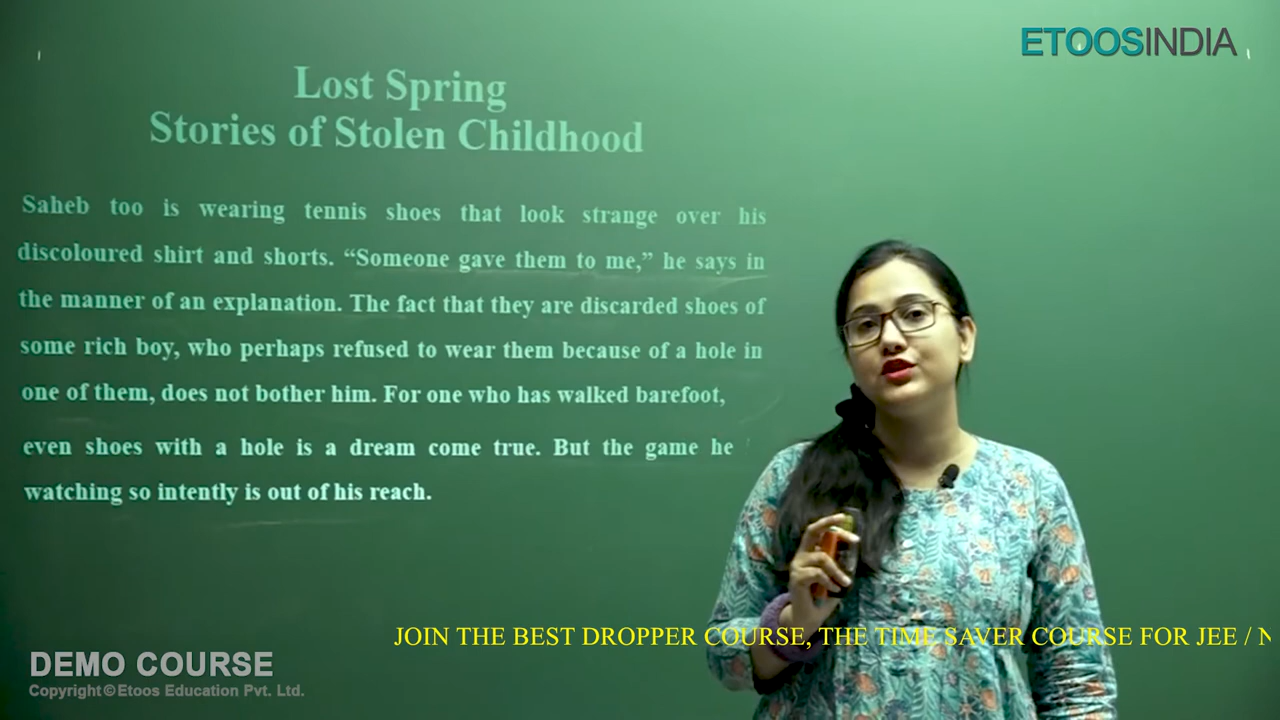 ETOOSINDIA
Lost Spring
Stories of Stolen Childhood
Saheb too is wearing tennis shoes that look strange over his
discoloured shirt and shorts. “Someone gave them to me,” he says in
the manner of an explanation. The fact that they are discarded shoes of
some rich boy, who perhaps refused to wear them because of a hole in
one of them, does not bother him. For one who has walked barefoot,
even shoes with a hole is a dream come true. But the game he
watching so intently is out of his reach.
JOIN THE BEST DROPPER COURSE, THE TIME SAVER COURSE FOR JEE /
DEMO COURSE
Copyright © Etoos Education Pvt. Ltd.